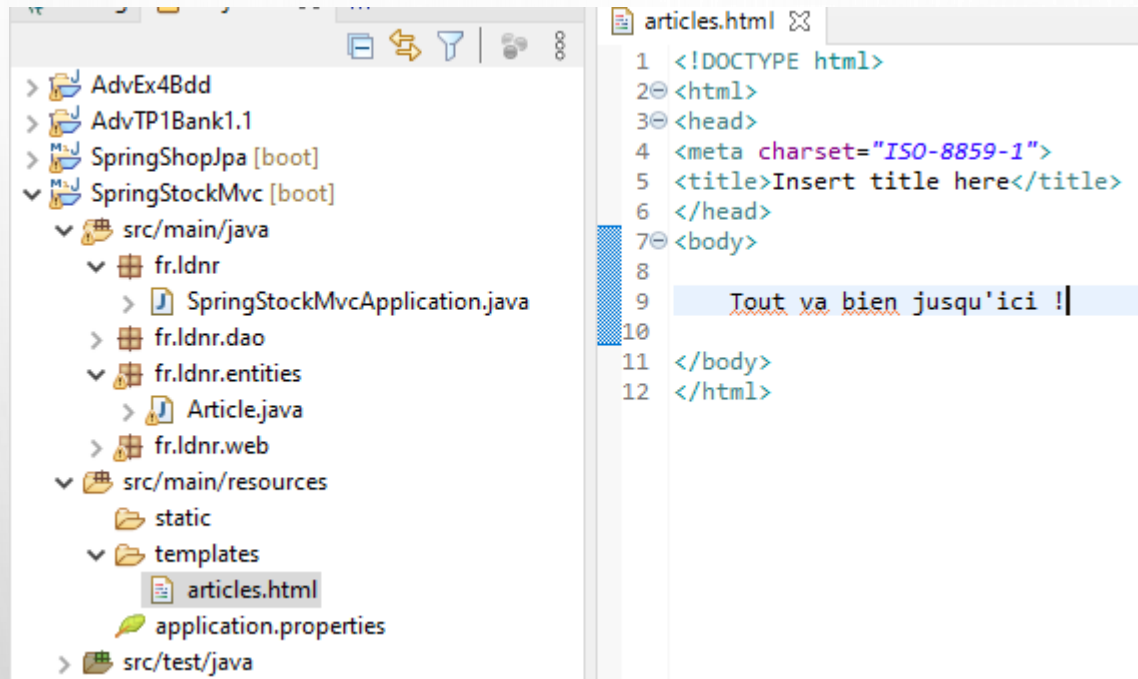 AdvEx4Bdd
AdvTP1Bank1.1
SpringShopJpa [boot]
SpringStockMvc [boot]
src/main/java
fr.ldnr
SpringStockMvcApplication.java
fr.ldnr.dao
fr.ldnr.entities
Article.java
fr.ldnr.web
src/main/resources
static
templates
articles.html
application.properties
src/test/java
articles.html
1 <!DOCTYPE html>
2 <html>
3 <head>
4 <meta charset="ISO-8859-1">
5 <title>Insert title here</title>
6 </head>
7 <body>
8
9 Tout va bien jusqu'ici !
10
11 </body>
12 </html>